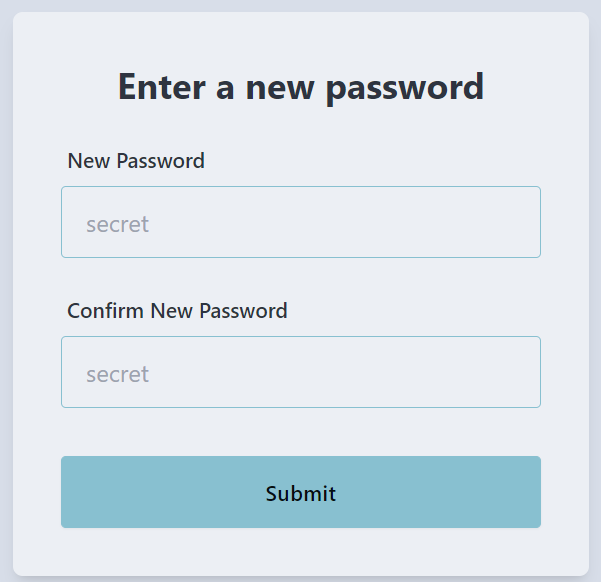 Enter a new password
New Password
secret
Confirm New Password
secret
Submit